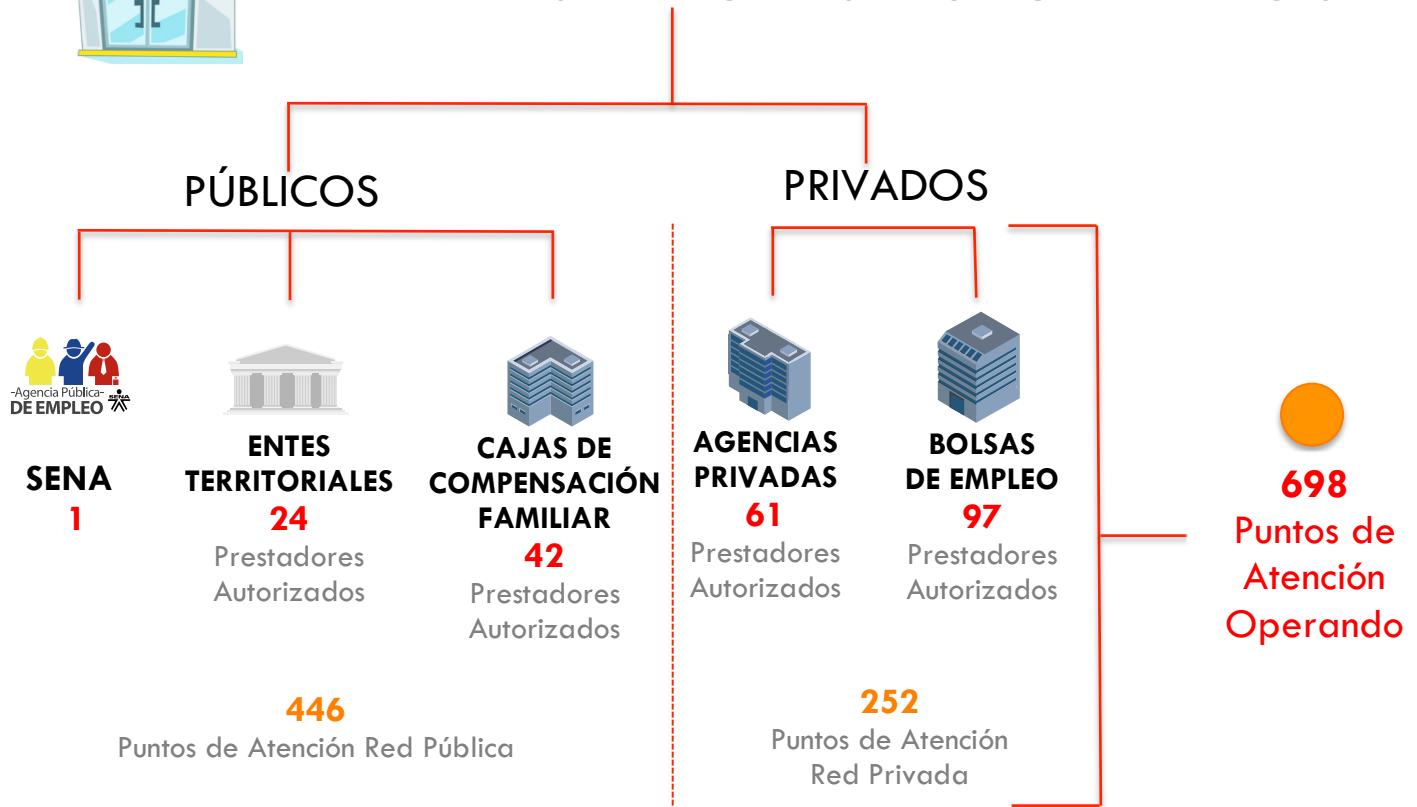 PÚBLICOS
PRIVADOS
-Agencia Pública-
DE EMPLEO
SENA
SENA
1
ENTES
TERRITORIALES
24
Prestadores
Autorizados
CAJAS DE
COMPENSACIÓN
FAMILIAR
42
Prestadores
Autorizados
AGENCIAS
PRIVADAS
61
Prestadores
Autorizados
BOLSAS
DE EMPLEO
97
Prestadores
Autorizados
698
Puntos de
Atención
Operando
446
Puntos de Atención Red Pública
252
Puntos de Atención
Red Privada